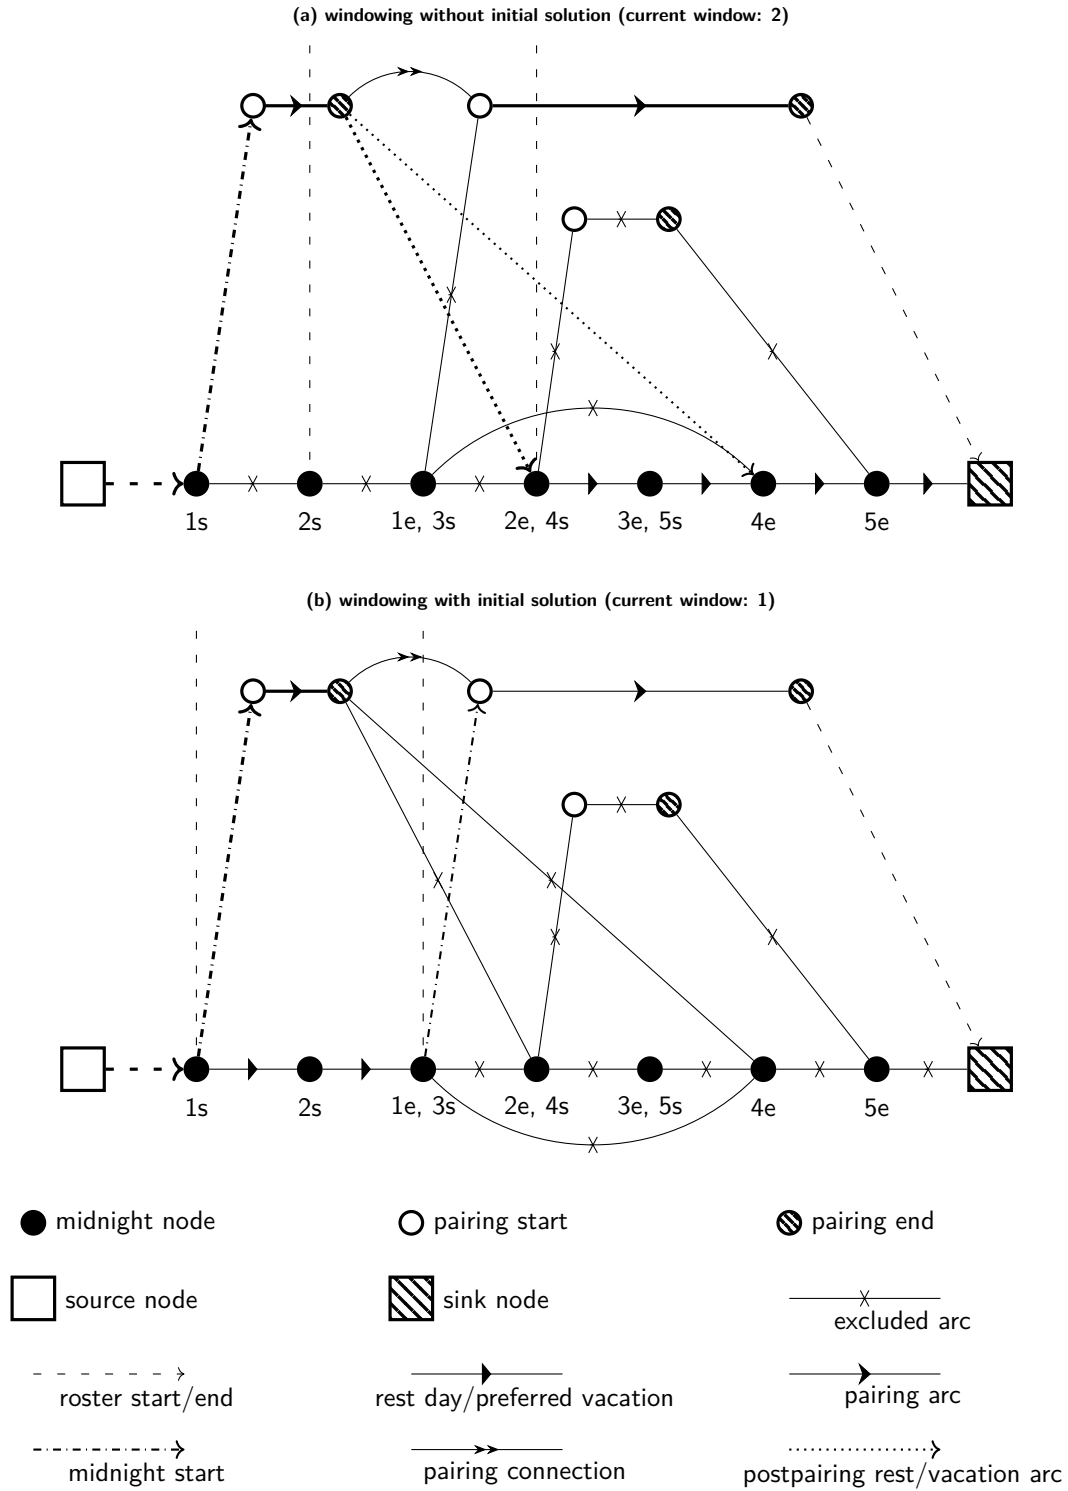 (a) windowing without initial solution (current window: 2)
1s 2s 1e, 3s 2e, 4s 3e, 5s 4e 5e
(b) windowing with initial solution (current window: 1)
1s 2s 1e, 3s 2e, 4s 3e, 5s 4e 5e
midnight node pairing start pairing end
source node sink node excluded arc
roster start/end rest day/preferred vacation pairing arc
midnight start pairing connection postpairing rest/vacation arc